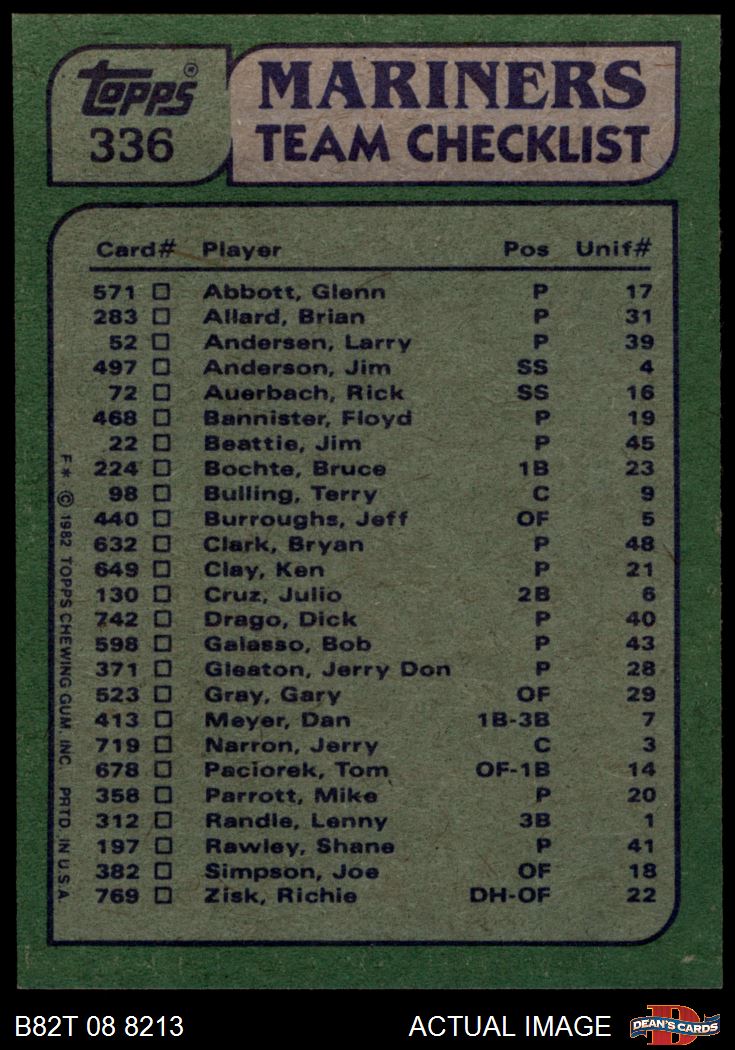 topps®
336
MARINERS
TEAM CHECKLIST
Card# Player Pos Unif#
571 Abbott, Glenn P 17
283 Allard, Brian P 31
52 Andersen, Larry P 39
497 Anderson, Jim SS 4
72 Auerbach, Rick SS 16
468 Bannister, Floyd P 19
22 Beattie, Jim P 45
224 Bochte, Bruce 1B 23
98 Bulling, Terry C 9
440 Burroughs, Jeff OF 5
632 Clark, Bryan P 48
649 Clay, Ken P 21
130 Cruz, Julio 2B 6
742 Drago, Dick P 40
598 Galasso, Bob P 43
371 Gleaton, Jerry Don P 28
523 Gray, Gary OF 29
413 Meyer, Dan 1B-3B 7
719 Narron, Jerry C 3
678 Paciorek, Tom OF-1B 14
358 Parrott, Mike P 20
312 Randle, Lenny 3B 1
197 Rawley, Shane P 41
382 Simpson, Joe OF 18
769 Zisk, Richie DH-OF 22
F* © 1982 TOPPS CHEWING GUM, INC. PRTD. IN U.S.A.
B82T 08 8213 ACTUAL IMAGE
DEAN'S CARDS